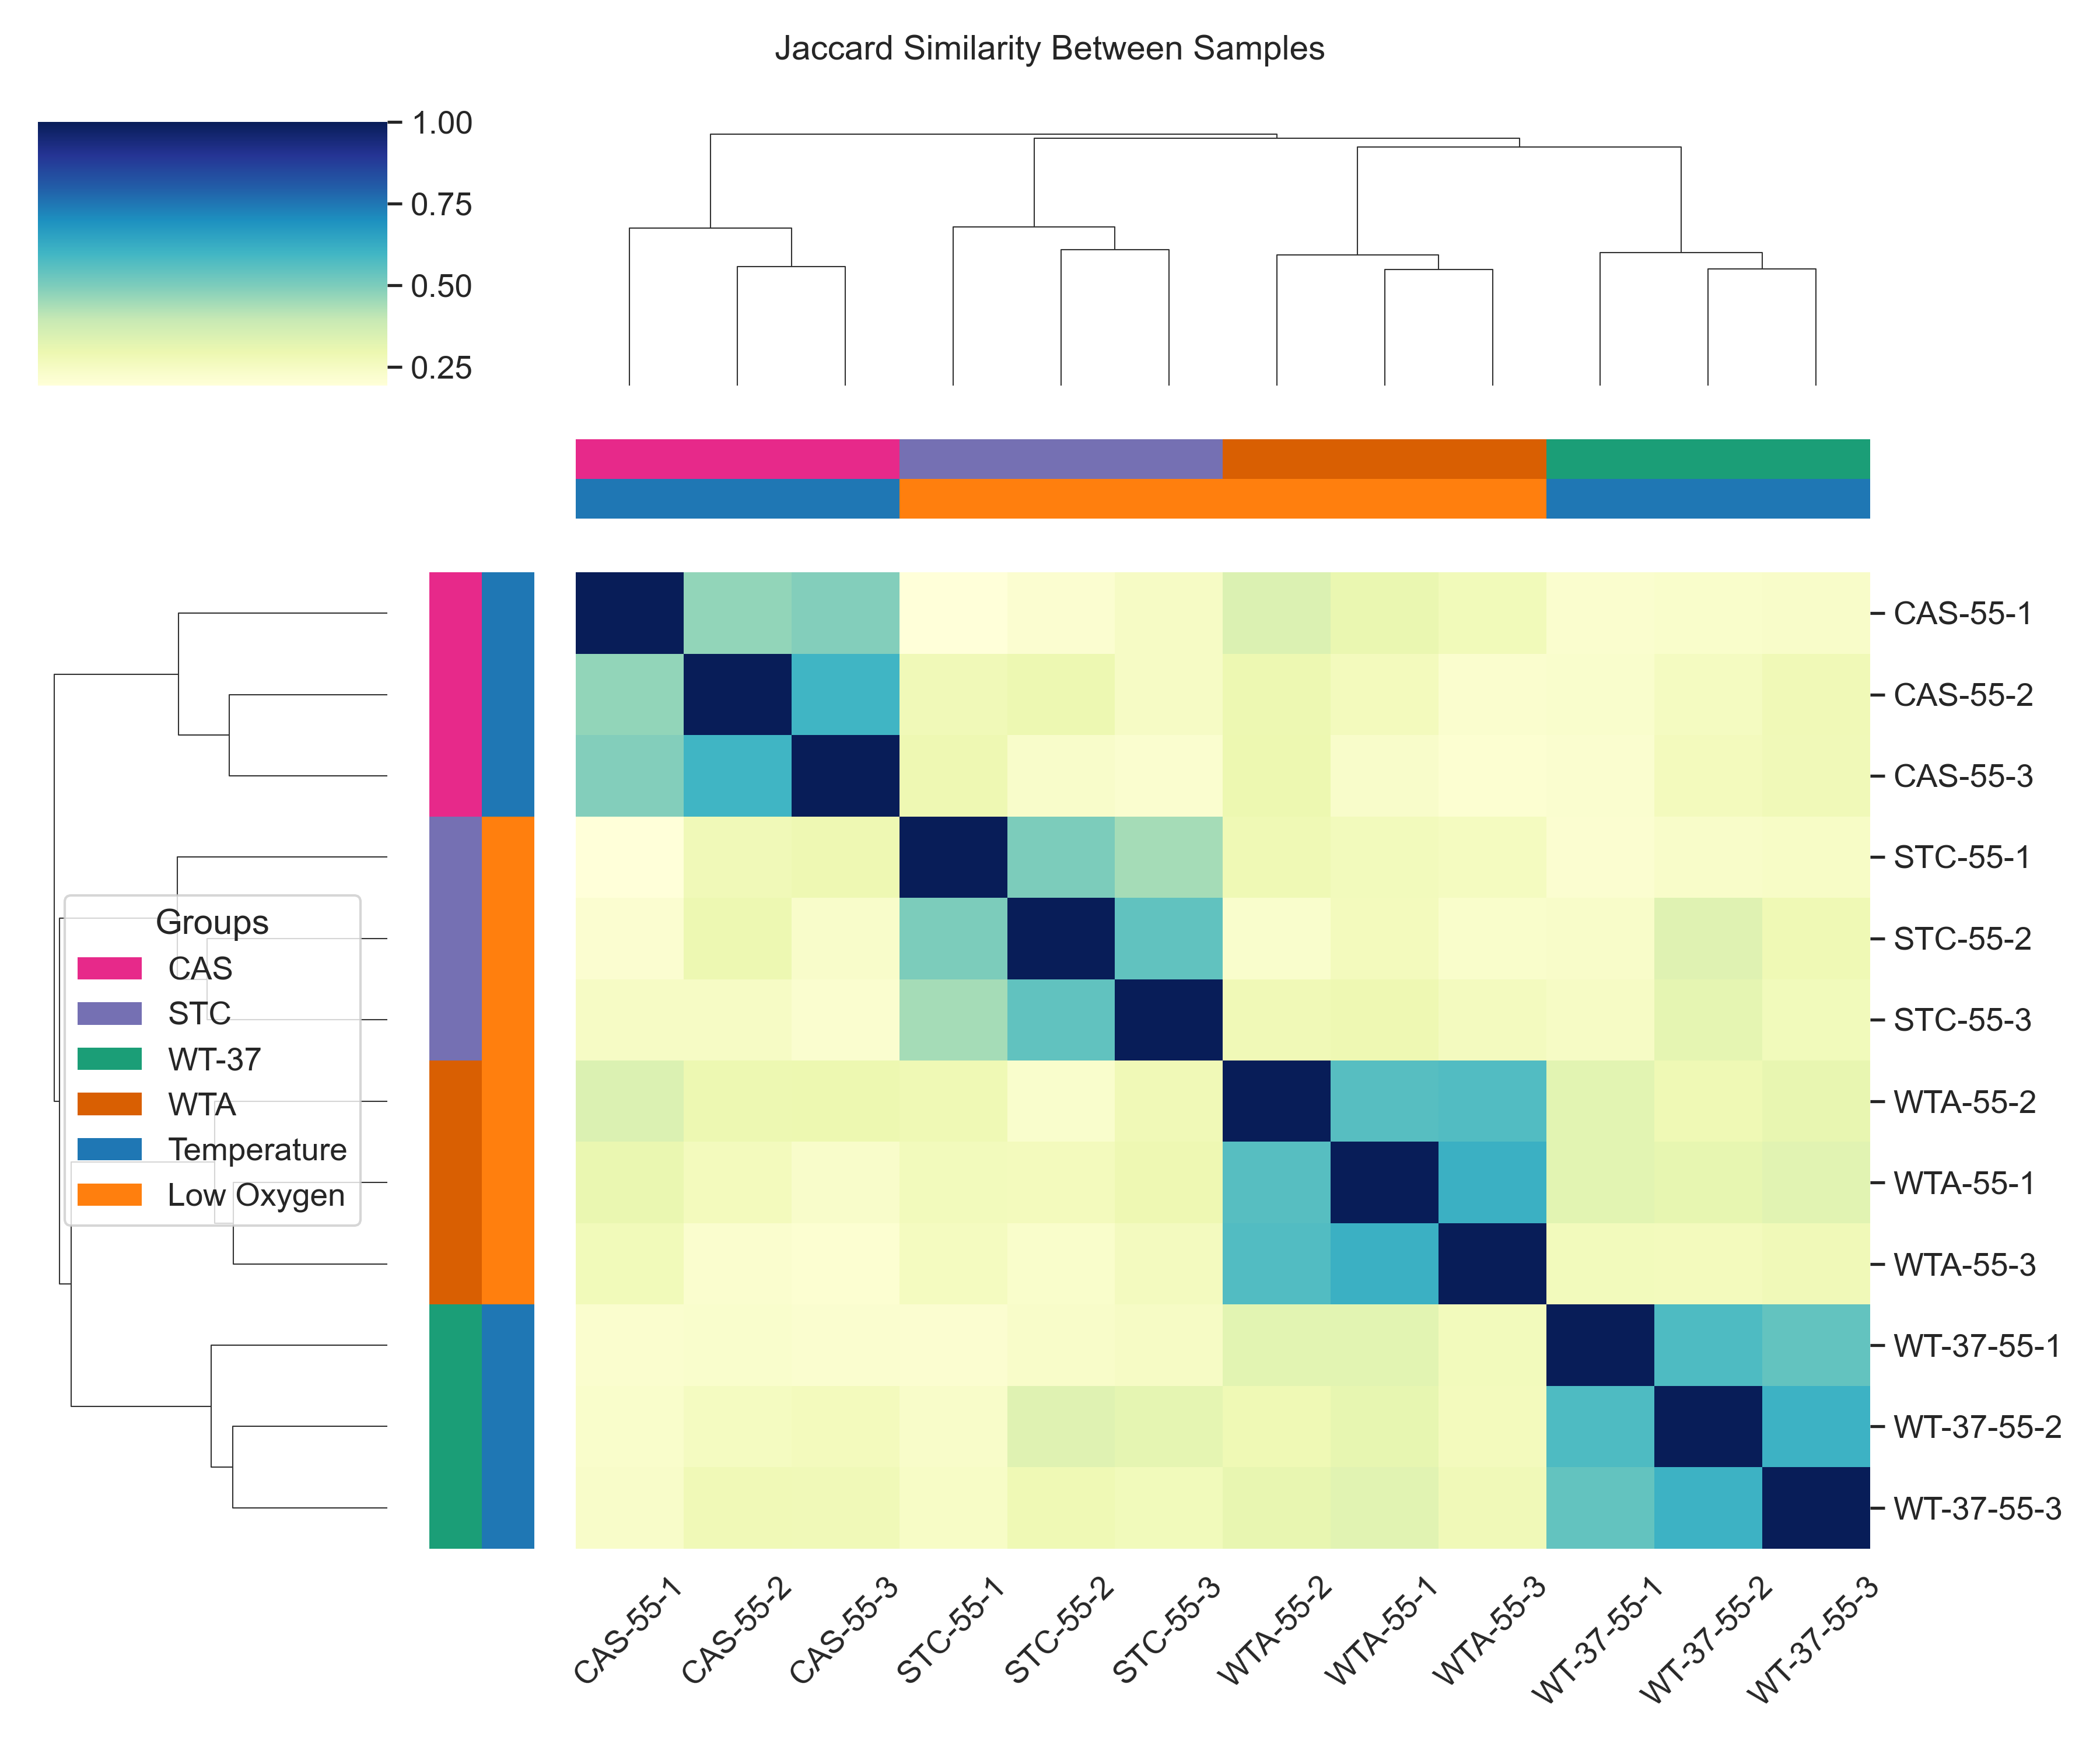 Jaccard Similarity Between Samples
1.00
0.75
0.50
0.25
CAS-55-1
CAS-55-2
CAS-55-3
STC-55-1
STC-55-2
STC-55-3
WTA-55-2
WTA-55-1
WTA-55-3
WT-37-55-1
WT-37-55-2
WT-37-55-3
Groups
CAS
STC
WT-37
WTA
Temperature
Low Oxygen
CAS-55-1
CAS-55-2
CAS-55-3
STC-55-1
STC-55-2
STC-55-3
WTA-55-2
WTA-55-1
WTA-55-3
WT-37-55-1
WT-37-55-2
WT-37-55-3